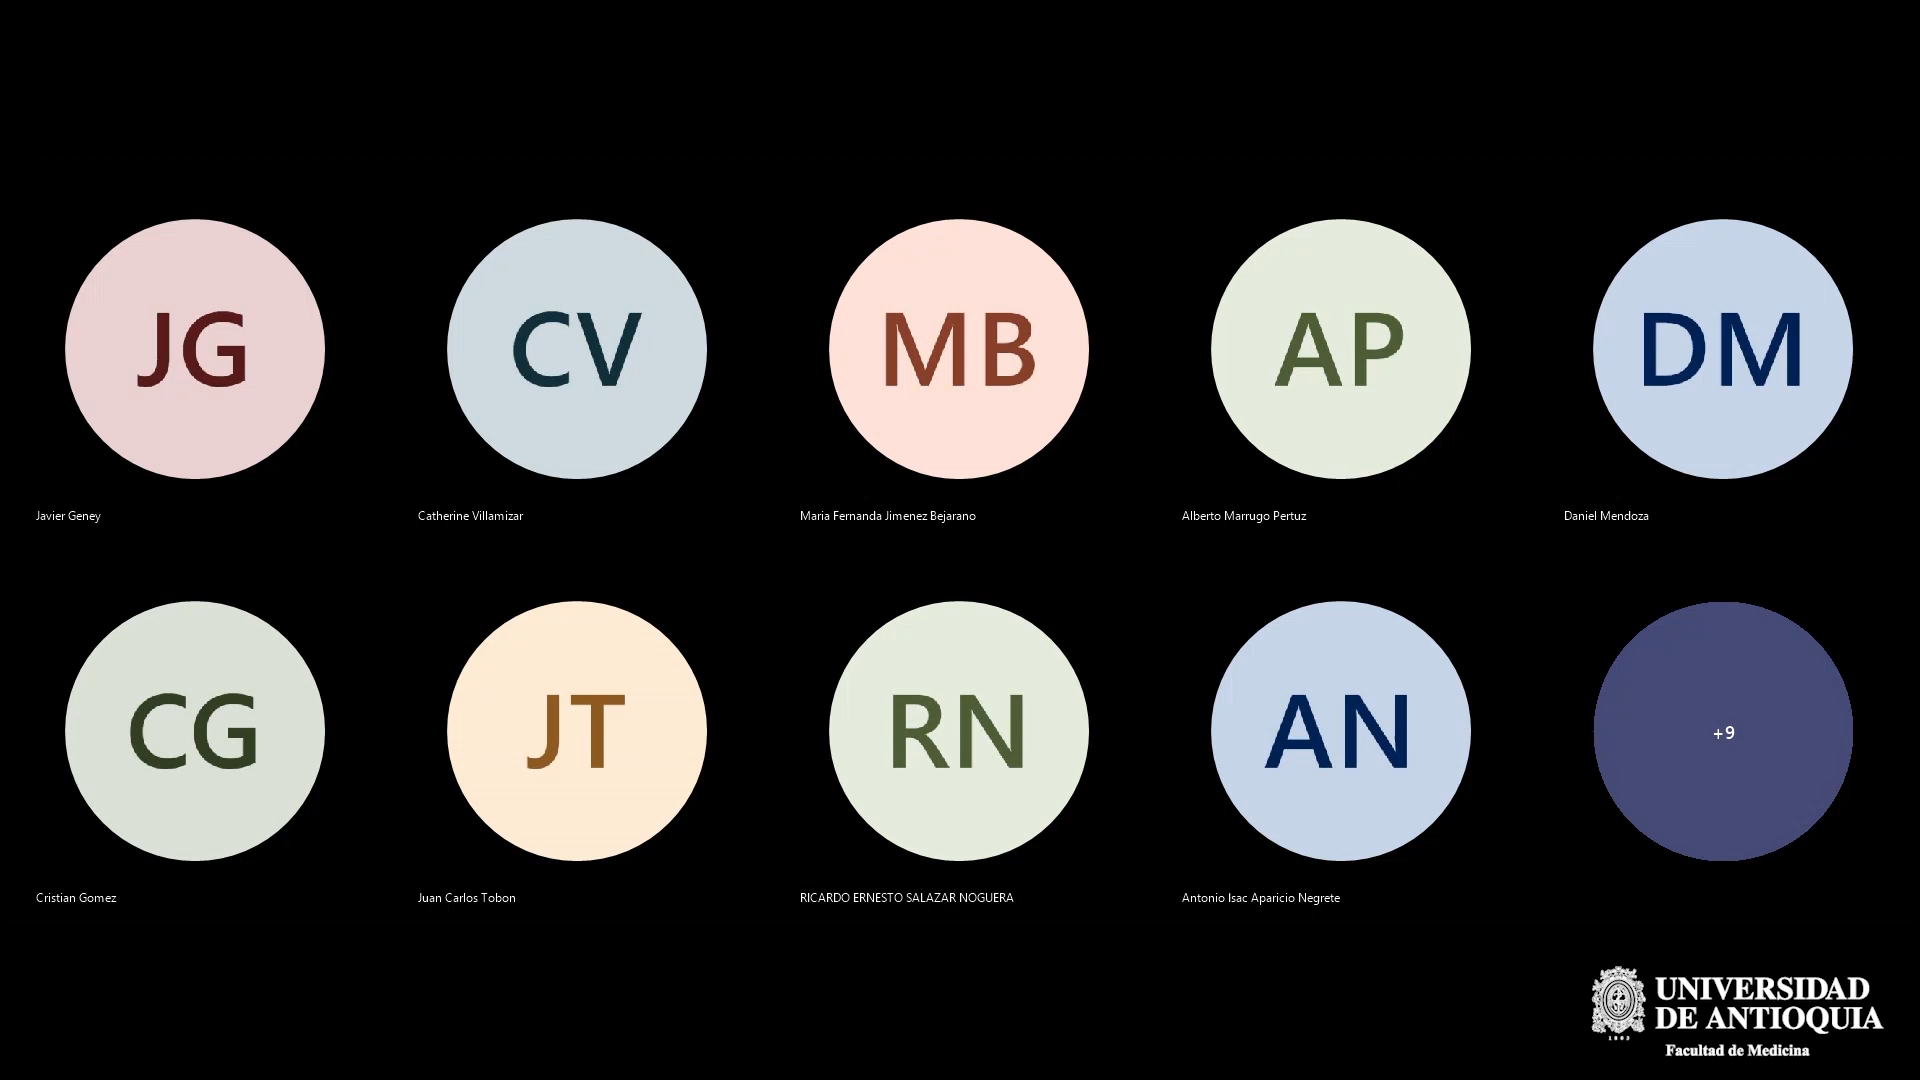 JG
CV
MB
AP
DM
Javier Geney
Catherine Villamizar
Maria Fernanda Jimenez Bejarano
Alberto Marrugo Pertuz
Daniel Mendoza
CG
JT
RN
AN
+9
Cristian Gomez
Juan Carlos Tobon
RICARDO ERNESTO SALAZAR NOGUERA
Antonio Isac Aparicio Negrete
UNIVERSIDAD
DE ANTIOQUIA
1803
Facultad de Medicina